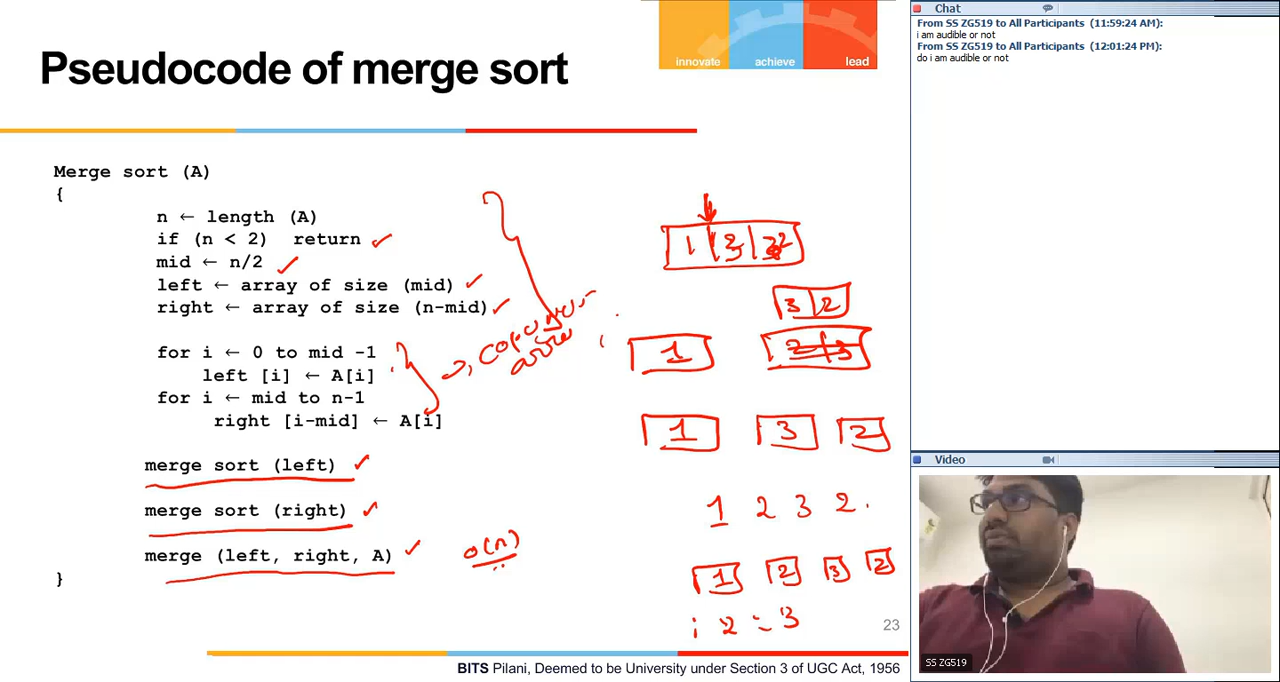 Pseudocode of merge sort
innovate achieve lead
Merge sort (A)
{
n ← length (A)
if (n < 2) return
mid ← n/2
left ← array of size (mid)
right ← array of size (n-mid)
for i ← 0 to mid -1
left [i] ← A[i]
for i ← mid to n-1
right [i-mid] ← A[i]
merge sort (left)
merge sort (right)
merge (left, right, A)
}
O(n)
3 2
1
1 3 2
1 2 3 2
1 2 3 2
23
BITS Pilani, Deemed to be University under Section 3 of UGC Act, 1956
Chat
From SS ZG519 to All Participants (11:59:24 AM):
i am audible or not
From SS ZG519 to All Participants (12:01:24 PM):
do i am audible or not
Video
SS ZG519